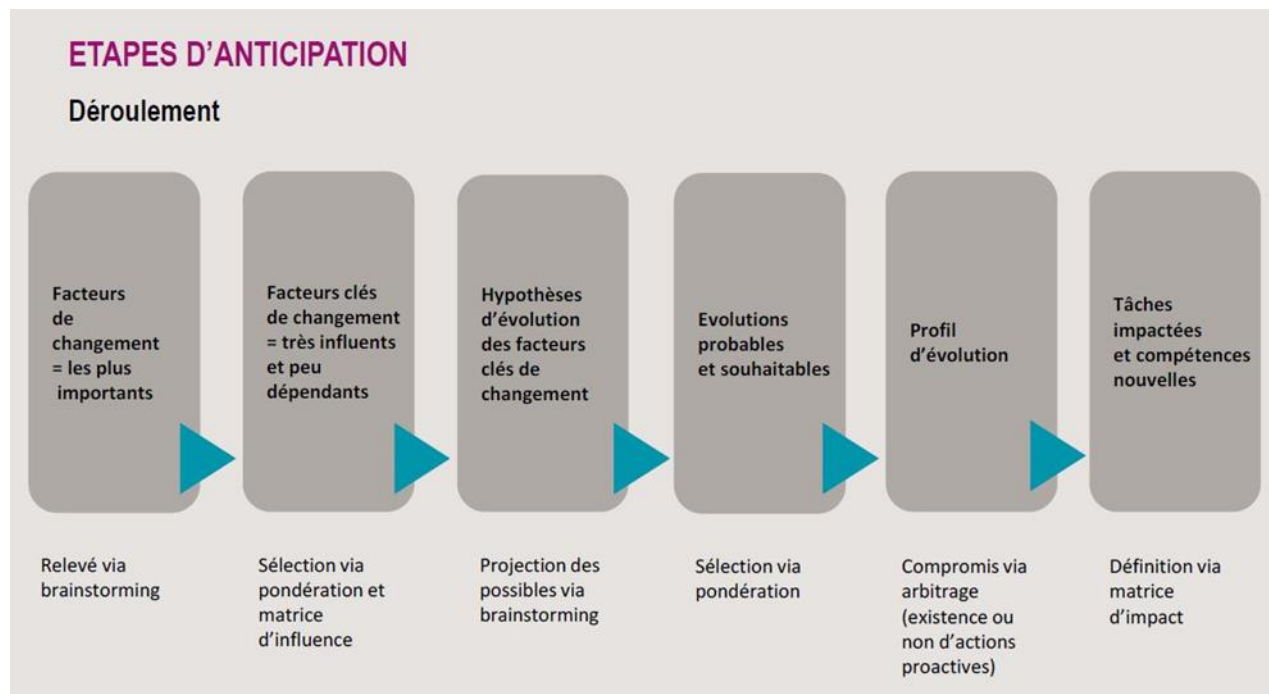 ETAPES D'ANTICIPATION
Déroulement
Facteurs
de
changement
= les plus
importants
Facteurs clés
de changement
= très influents
et peu
dépendants
Hypothèses
d'évolution
des facteurs
clés de
changement
Evolutions
probables
et souhaitables
Profil
d'évolution
Tâches
impactées
et compétences
nouvelles
Relevé via
brainstorming
Sélection via
pondération et
matrice
d'influence
Projection des
possibles via
brainstorming
Sélection via
pondération
Compromis via
arbitrage
(existence ou
non d'actions
proactives)
Définition via
matrice
d'impact